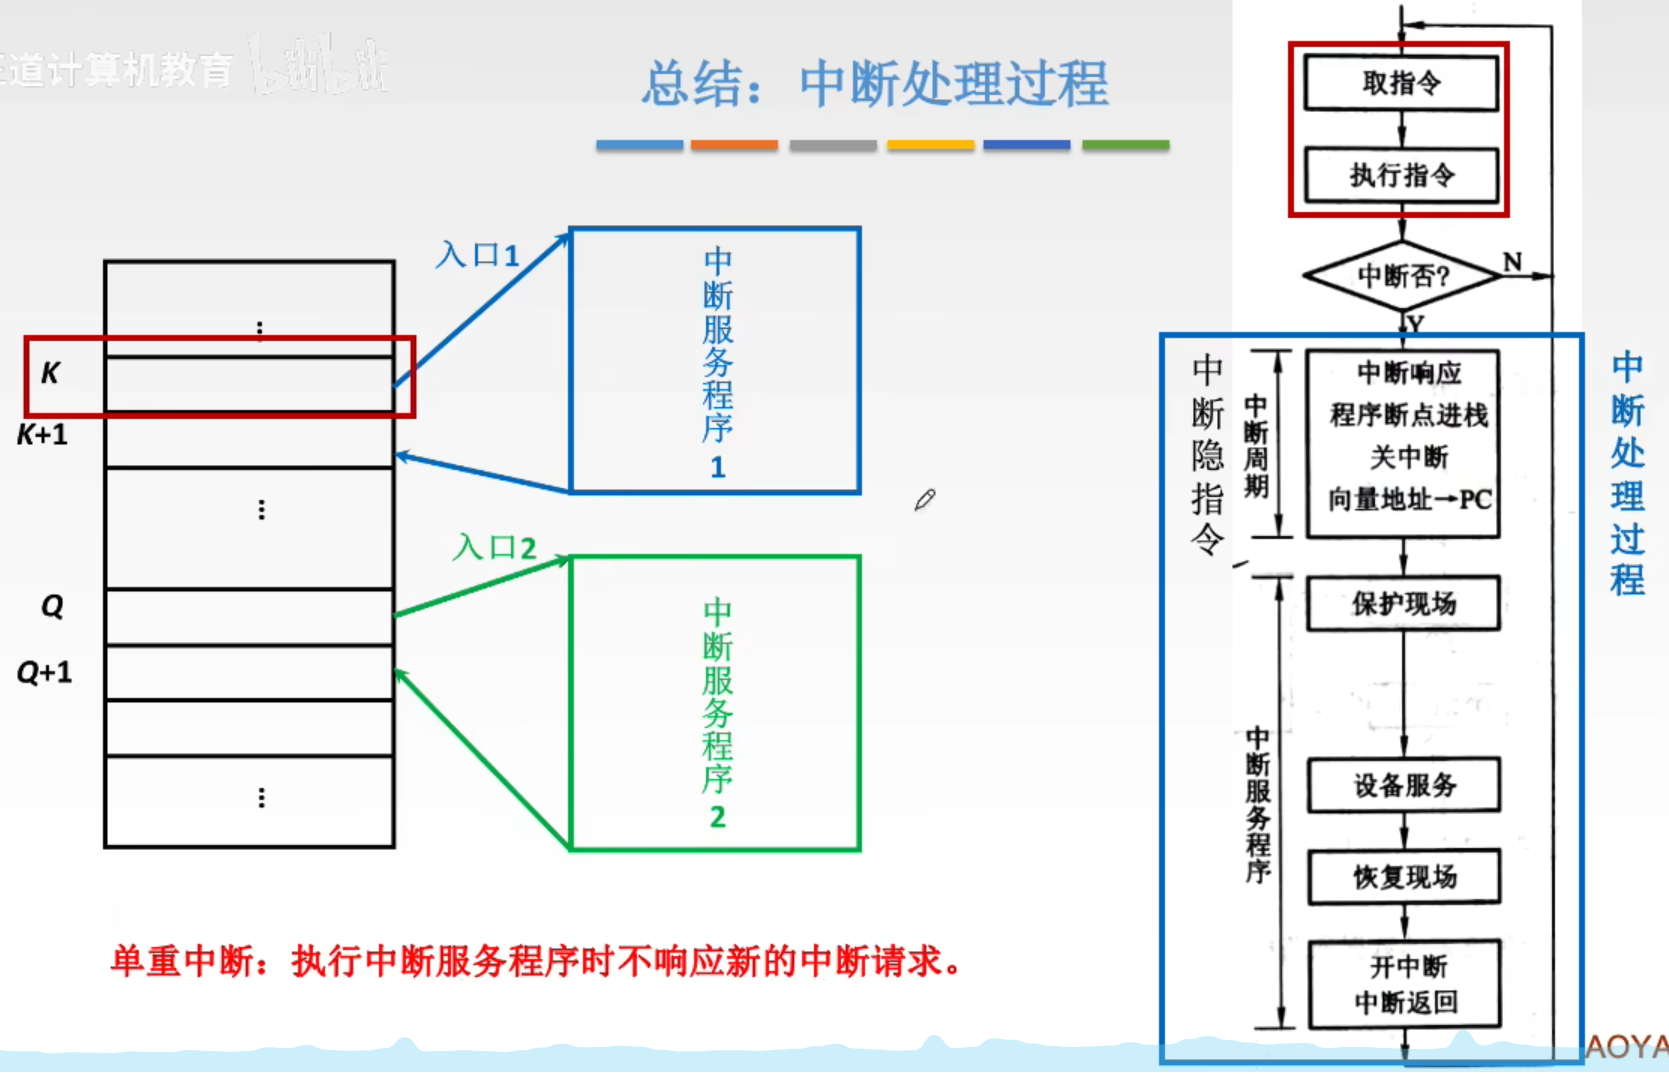 王道计算机教育 bilibili
总结：中断处理过程
入口1
中断服务程序1
K
K+1
⋮
入口2
中断服务程序2
Q
Q+1
单重中断：执行中断服务程序时不响应新的中断请求。
取指令
执行指令
中断否?
N
Y
中断隐指令
中断周期
中断响应
程序断点进栈
关中断
向量地址→PC
中断处理过程
中断服务程序
保护现场
设备服务
恢复现场
开中断
中断返回
AOYA